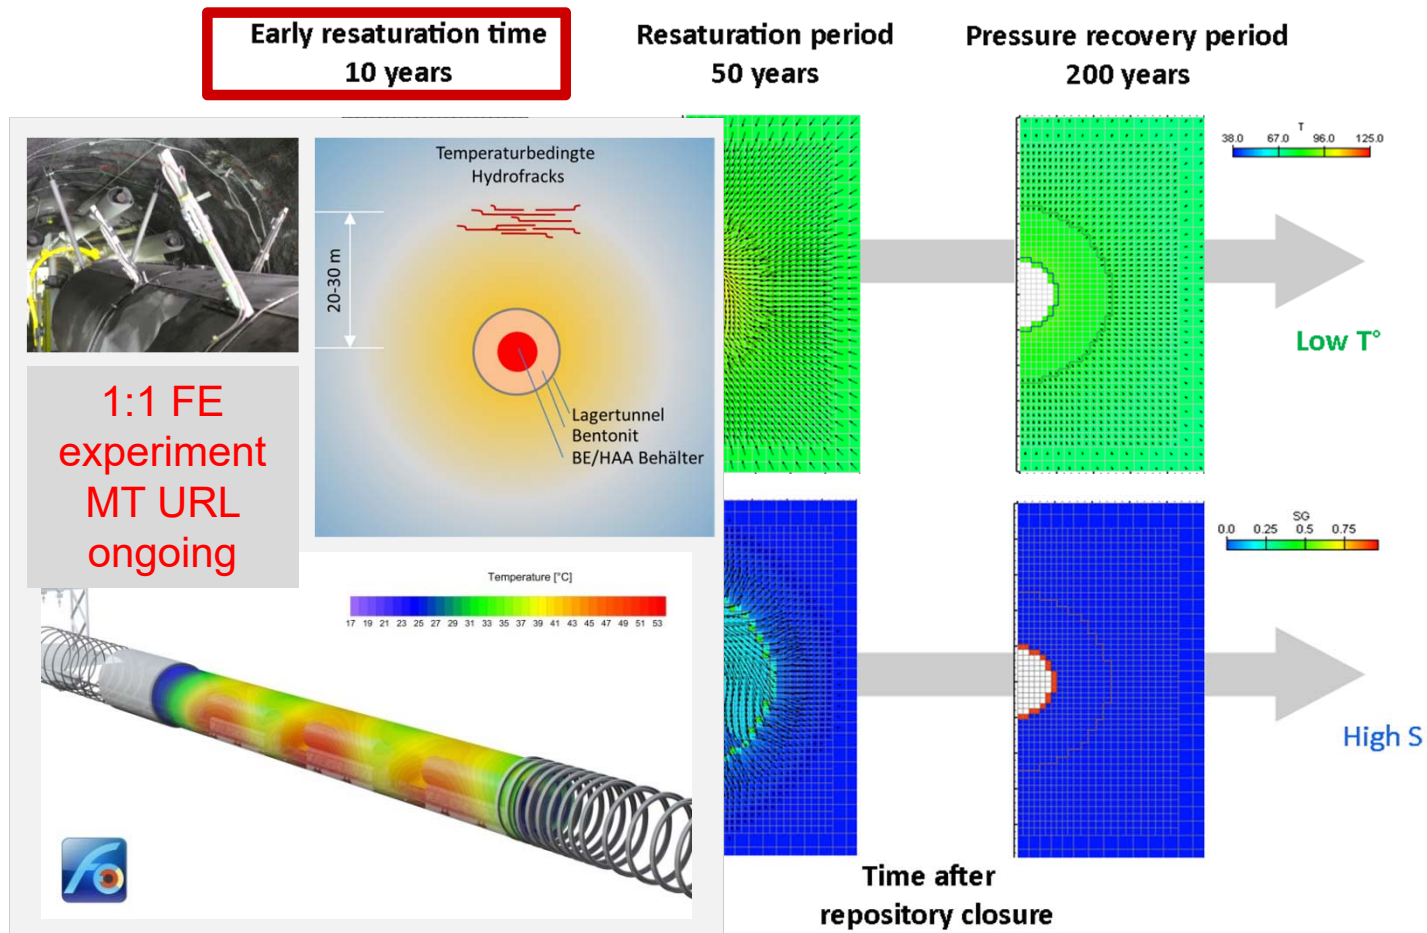 Early resaturation time
10 years
Resaturation period
50 years
Pressure recovery period
200 years
Temperaturbedingte
Hydrofracks
20-30 m
Lagertunnel
Bentonit
BE/HAA Behälter
1:1 FE
experiment
MT URL
ongoing
T
38.0 67.0 96.0 125.0
Low T°
Temperature [°C]
17 19 21 23 25 27 29 31 33 35 37 39 41 43 45 47 49 51 53
SG
0.0 0.25 0.5 0.75
High S
fe
Time after
repository closure